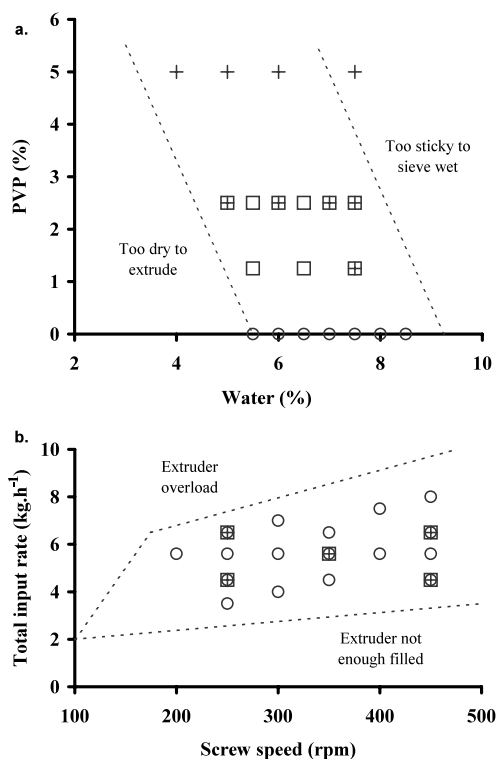 a.
6
5
4
3
2
1
0
PVP (%)
Too sticky to
sieve wet
Too dry to
extrude
2 4 6 8 10
Water (%)
b.
10
8
6
4
2
0
Total input rate (kg.h⁻¹)
Extruder
overload
Extruder not
enough filled
100 200 300 400 500
Screw speed (rpm)